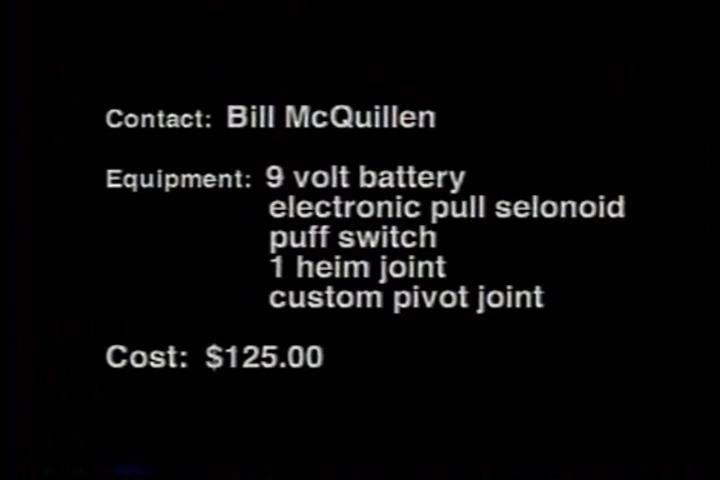 Contact: Bill McQuillen
Equipment: 9 volt battery
electronic pull selonoid
puff switch
1 heim joint
custom pivot joint
Cost: $125.00